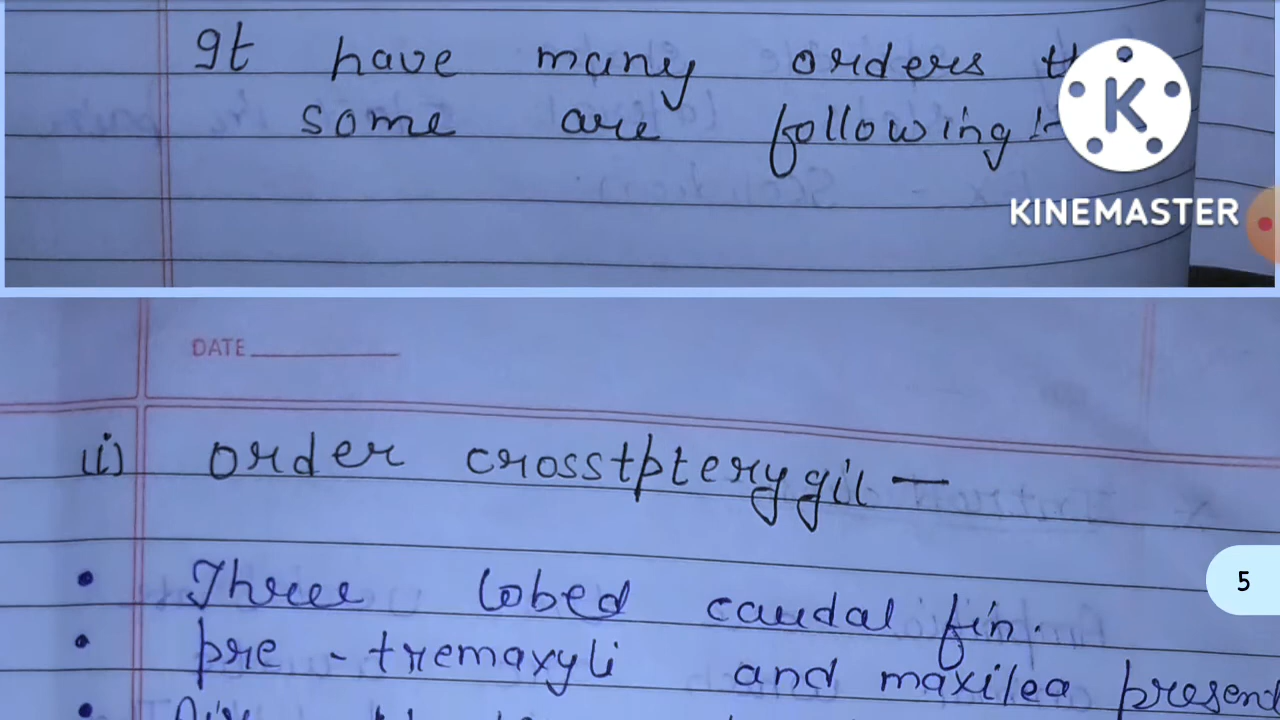 It have many orders
some are following :-
K
KINEMASTER
DATE
ii) order crosstpterygii —
5
• Three lobed caudal fin.
• pre - tremaxyli and maxilea present